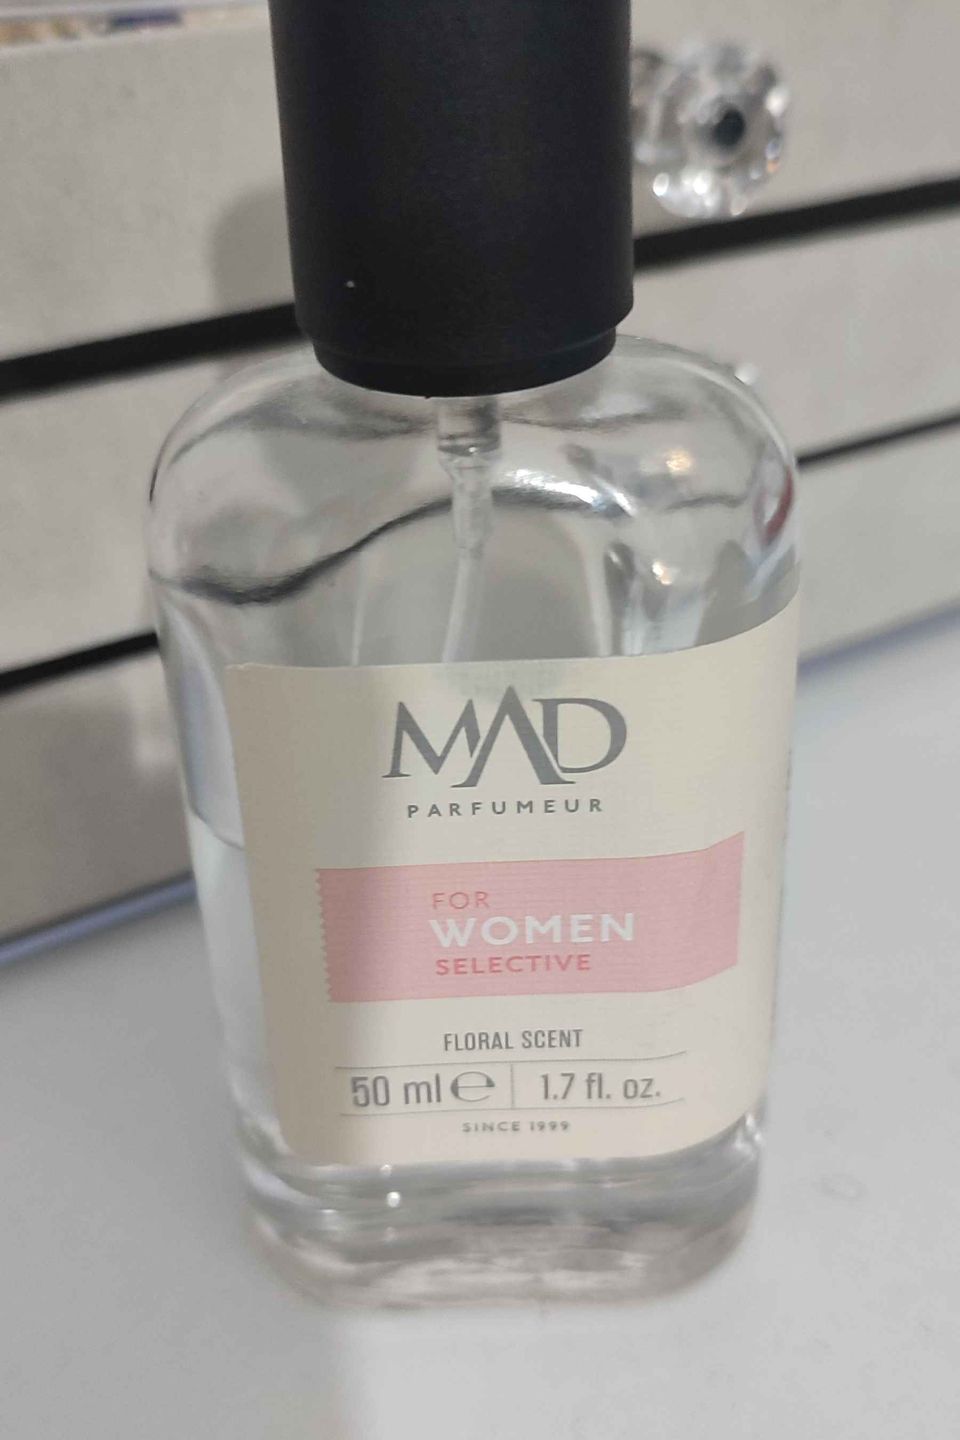 MAD
PARFUMEUR
FOR
WOMEN
SELECTIVE
FLORAL SCENT
50 ml ℮ 1.7 fl. oz.
SINCE 1999